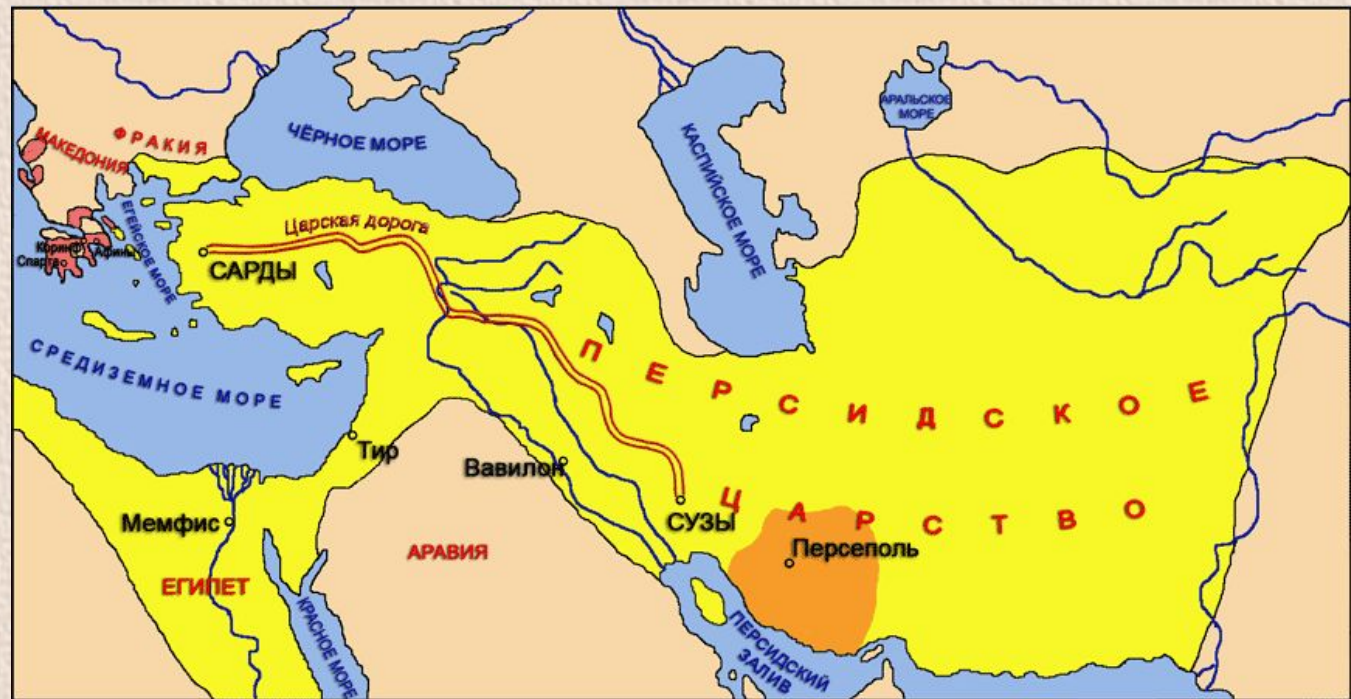 ЧЁРНОЕ МОРЕ
АРАЛЬСКОЕ
МОРЕ
ФРАКИЯ
МАКЕДОНИЯ
КАСПИЙСКОЕ МОРЕ
ЕГЕЙСКОЕ МОРЕ
Царская дорога
Коринф
Афины
Спарта
САРДЫ
СРЕДИЗЕМНОЕ МОРЕ
ПЕРСИДСКОЕ
ЦАРСТВО
Тир
Вавилон
СУЗЫ
Мемфис
АРАВИЯ
Персеполь
ЕГИПЕТ
КРАСНОЕ МОРЕ
ПЕРСИДСКИЙ
ЗАЛИВ